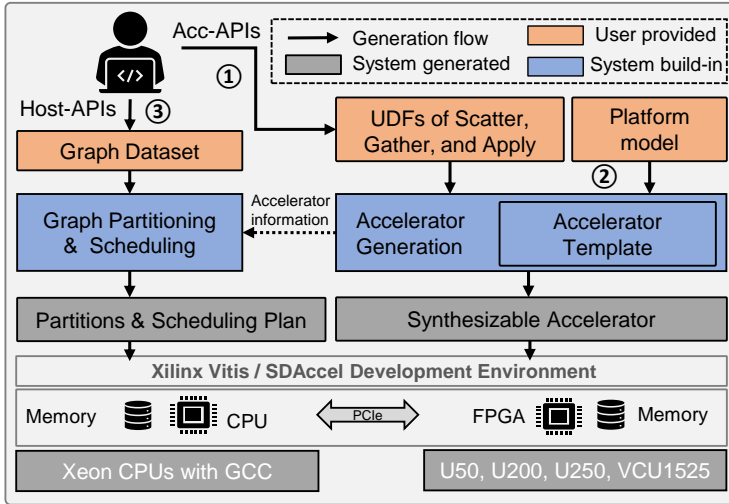 Acc-APIs
①
Generation flow
User provided
System generated
System build-in
</>
Host-APIs
③
Graph Dataset
UDFs of Scatter,
Gather, and Apply
Platform
model
②
Graph Partitioning
& Scheduling
Accelerator
information
Accelerator
Generation
Accelerator
Template
Partitions & Scheduling Plan
Synthesizable Accelerator
Xilinx Vitis / SDAccel Development Environment
Memory
CPU
PCIe
FPGA
Memory
Xeon CPUs with GCC
U50, U200, U250, VCU1525